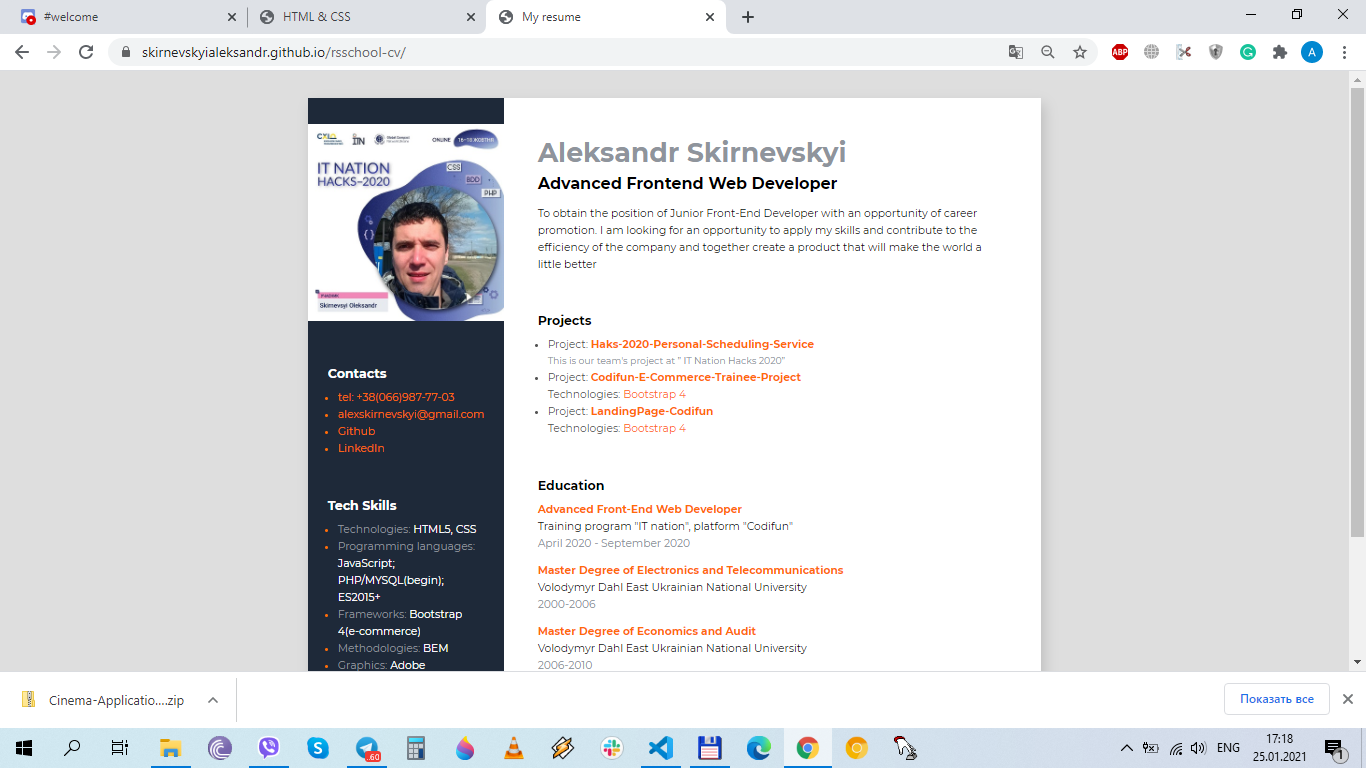 #welcome
HTML & CSS
My resume
skirnevskyialeksandr.github.io/rsschool-cv/
ABP
A
IIN
ONLINE
16-18 ЖОВТНЯ
IT NATION
HACKS-2020
CSS
BDD
PHP
{}
Skirnevsyi Oleksandr
Contacts
tel: +38(066)987-77-03
alexskirnevskyi@gmail.com
Github
LinkedIn
Tech Skills
Technologies: HTML5, CSS
Programming languages:
JavaScript;
PHP/MYSQL(begin);
ES2015+
Frameworks: Bootstrap
4(e-commerce)
Methodologies: BEM
Graphics: Adobe
Aleksandr Skirnevskyi
Advanced Frontend Web Developer
To obtain the position of Junior Front-End Developer with an opportunity of career
promotion. I am looking for an opportunity to apply my skills and contribute to the
efficiency of the company and together create a product that will make the world a
little better
Projects
Project: Haks-2020-Personal-Scheduling-Service
This is our team's project at " IT Nation Hacks 2020"
Project: Codifun-E-Commerce-Trainee-Project
Technologies: Bootstrap 4
Project: LandingPage-Codifun
Technologies: Bootstrap 4
Education
Advanced Front-End Web Developer
Training program "IT nation", platform "Codifun"
April 2020 - September 2020
Master Degree of Electronics and Telecommunications
Volodymyr Dahl East Ukrainian National University
2000-2006
Master Degree of Economics and Audit
Volodymyr Dahl East Ukrainian National University
2006-2010
Cinema-Applicatio....zip
Показать все
.60
ENG
17:18
25.01.2021
1